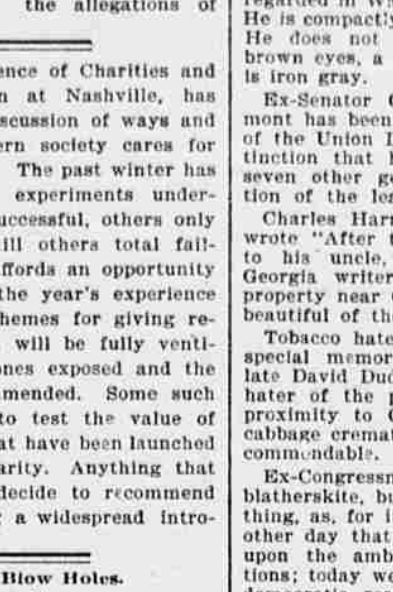 the allegations of
ence of Charities and
n at Nashville, has
scussion of ways and
ern society cares for
The past winter has
experiments under-
uccessful, others only
ill others total fail-
ffords an opportunity
the year's experience
hemes for giving re-
will be fully venti-
ones exposed and the
mended. Some such
to test the value of
at have been launched
arity. Anything that
decide to recommend
a widespread intro-
Blow Holes.
regarded in W
He is compactly
He does not
brown eyes, a
is iron gray.
Ex-Senator
mont has been
of the Union L
tinction that h
seven other ge
tion of the les
Charles Harr
wrote "After t
to his uncle,
Georgia writer
property near
beautiful of th
Tobacco hate
special memor
late David Dud
hater of the p
proximity to C
cabbage cremat
commendable.
Ex-Congressm
blatherskite, bu
thing, as, for i
other day that
upon the amb
tions; today we